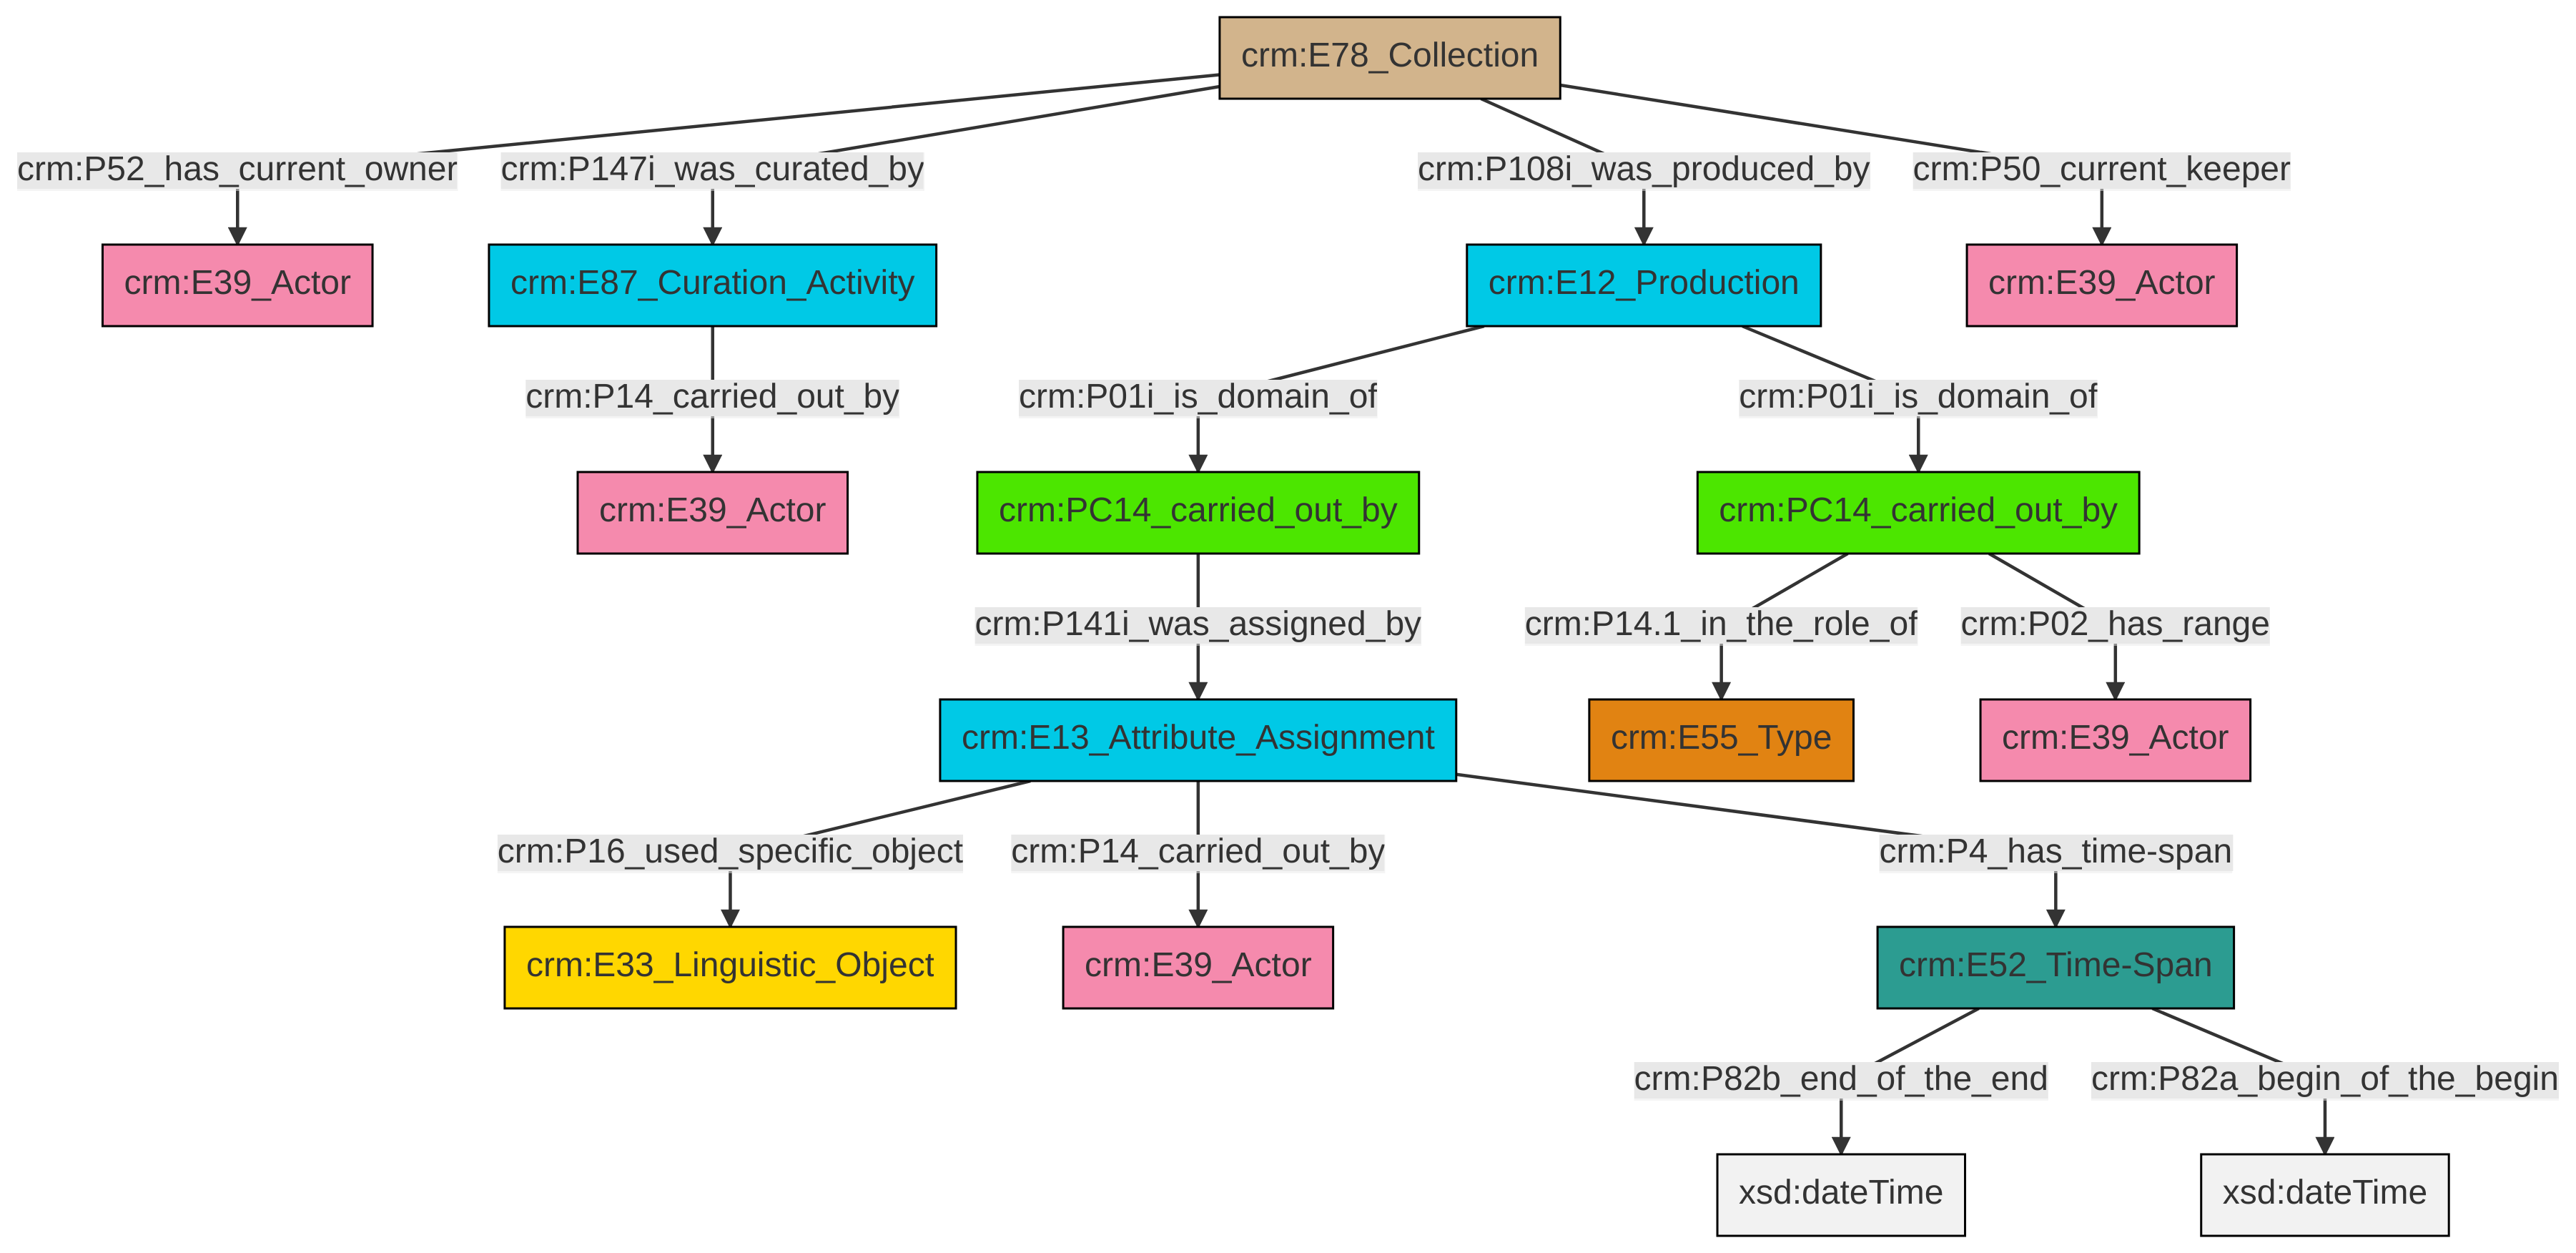 crm:E78_Collection
crm:P52_has_current_owner
crm:P147i_was_curated_by
crm:P108i_was_produced_by
crm:P50_current_keeper
crm:E39_Actor
crm:E87_Curation_Activity
crm:E12_Production
crm:E39_Actor
crm:P14_carried_out_by
crm:P01i_is_domain_of
crm:P01i_is_domain_of
crm:E39_Actor
crm:PC14_carried_out_by
crm:PC14_carried_out_by
crm:P141i_was_assigned_by
crm:P14.1_in_the_role_of
crm:P02_has_range
crm:E13_Attribute_Assignment
crm:E55_Type
crm:E39_Actor
crm:P16_used_specific_object
crm:P14_carried_out_by
crm:P4_has_time-span
crm:E33_Linguistic_Object
crm:E39_Actor
crm:E52_Time-Span
crm:P82b_end_of_the_end
crm:P82a_begin_of_the_begin
xsd:dateTime
xsd:dateTime